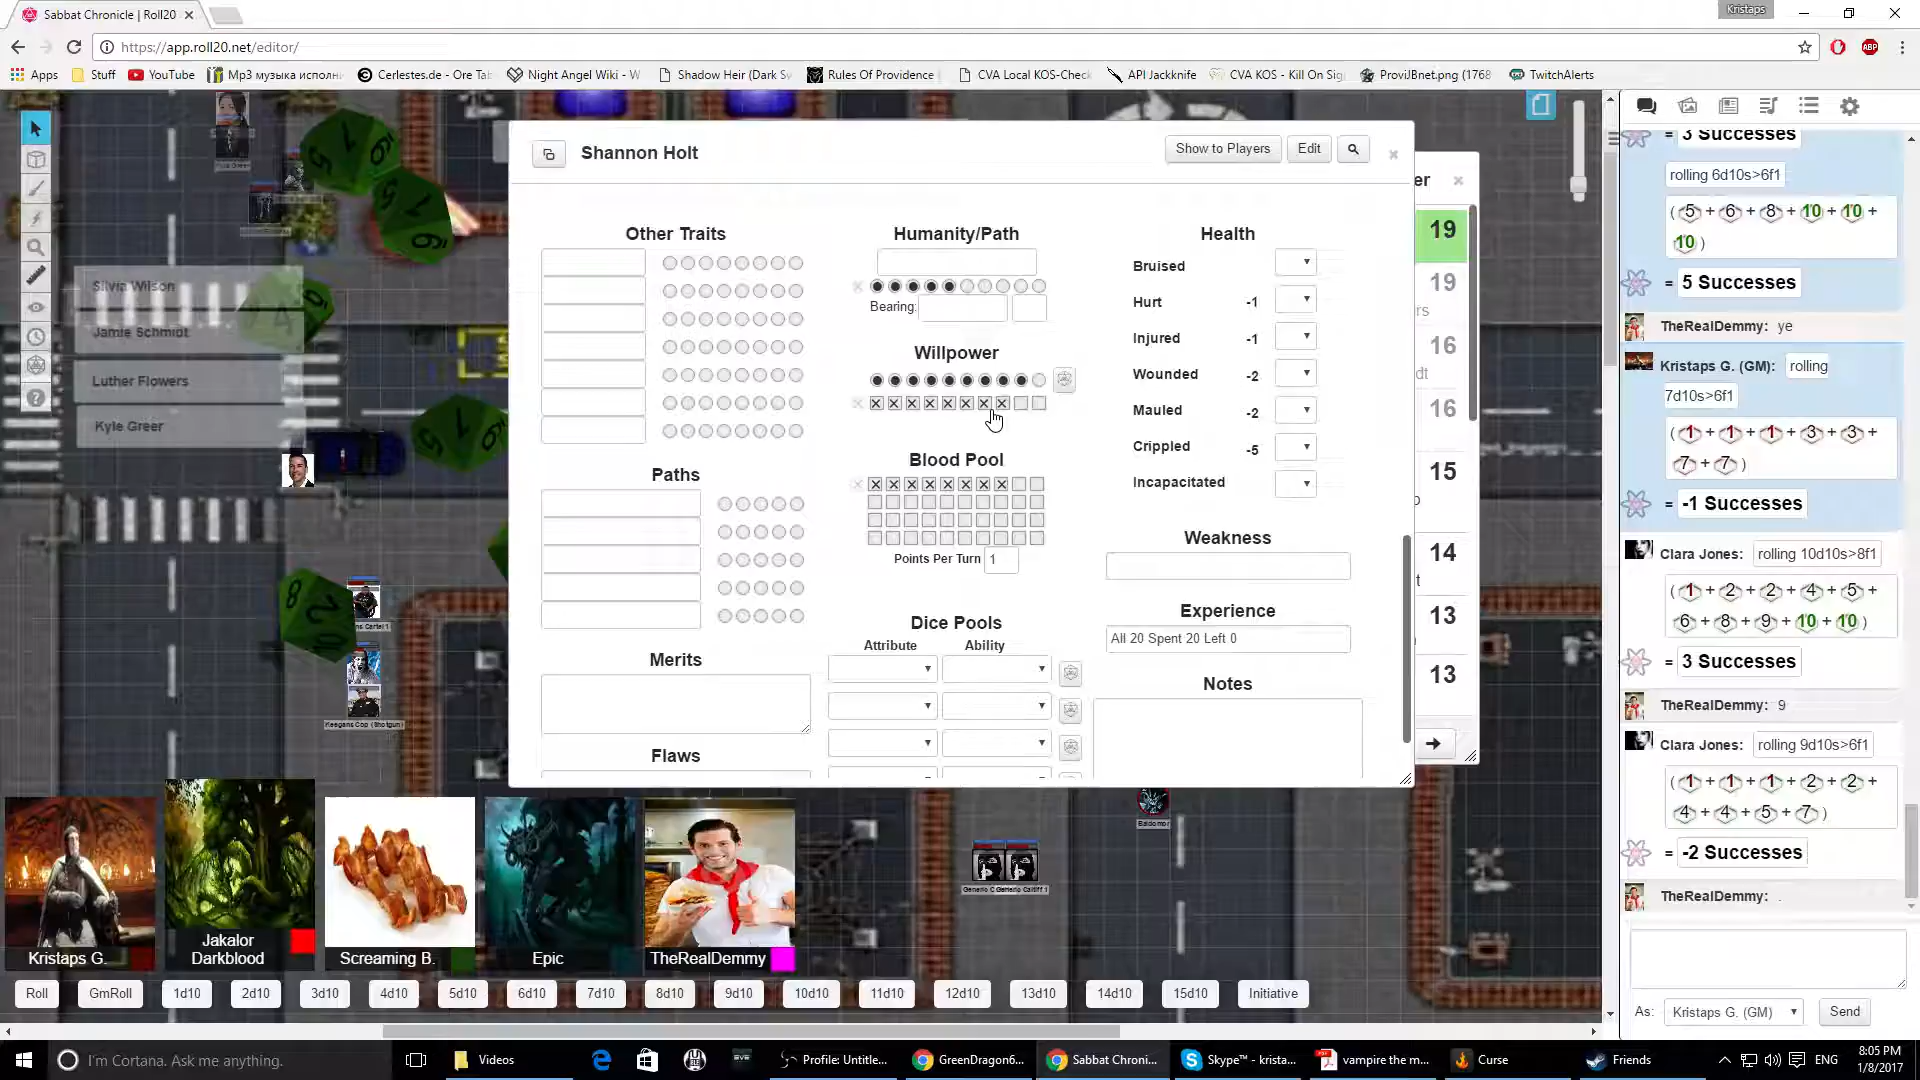 Sabbat Chronicle | Roll20
Kristaps
https://app.roll20.net/editor/
Apps
Stuff
YouTube
Mp3 музыка исполни
Cerlestes.de - Ore Tab
Night Angel Wiki - W
Shadow Heir (Dark Sw
Rules Of Providence
CVA Local KOS-Check
API Jackknife
CVA KOS - Kill On Sig
ProviJBnet.png (1768
TwitchAlerts
Silvia Wilson
Jamie Schmidt
Luther Flowers
Kyle Greer
Keegans Cop (Shotgun)
Shannon Holt
Show to Players
Edit
Other Traits
Humanity/Path
Bearing:
Willpower
Blood Pool
Points Per Turn 1
Health
Bruised
Hurt -1
Injured -1
Wounded -2
Mauled -2
Crippled -5
Incapacitated
Paths
Merits
Flaws
Dice Pools
Attribute Ability
Weakness
Experience
All 20 Spent 20 Left 0
Notes
er
19
19
rs
16
dt
16
15
14
13
13
= 3 Successes
rolling 6d10s>6f1
(5+6+8+10+10+
10)
= 5 Successes
TheRealDemmy: ye
Kristaps G. (GM): rolling
7d10s>6f1
(1+1+1+3+3+
7+7)
= -1 Successes
Clara Jones: rolling 10d10s>8f1
(1+2+2+4+5+
6+8+9+10+10)
= 3 Successes
TheRealDemmy: 9
Clara Jones: rolling 9d10s>6f1
(1+1+1+2+2+
4+4+5+7)
= -2 Successes
TheRealDemmy: .
As: Kristaps G. (GM)
Send
Kristaps G.
Jakalor
Darkblood
Screaming B.
Epic
TheRealDemmy
Roll
GmRoll
1d10
2d10
3d10
4d10
5d10
6d10
7d10
8d10
9d10
10d10
11d10
12d10
13d10
14d10
15d10
Initiative
I'm Cortana. Ask me anything.
Videos
Profile: Untitle...
GreenDragon6...
Sabbat Chroni...
Skype™ - krista...
vampire the m...
Curse
Friends
ENG
8:05 PM
1/8/2017